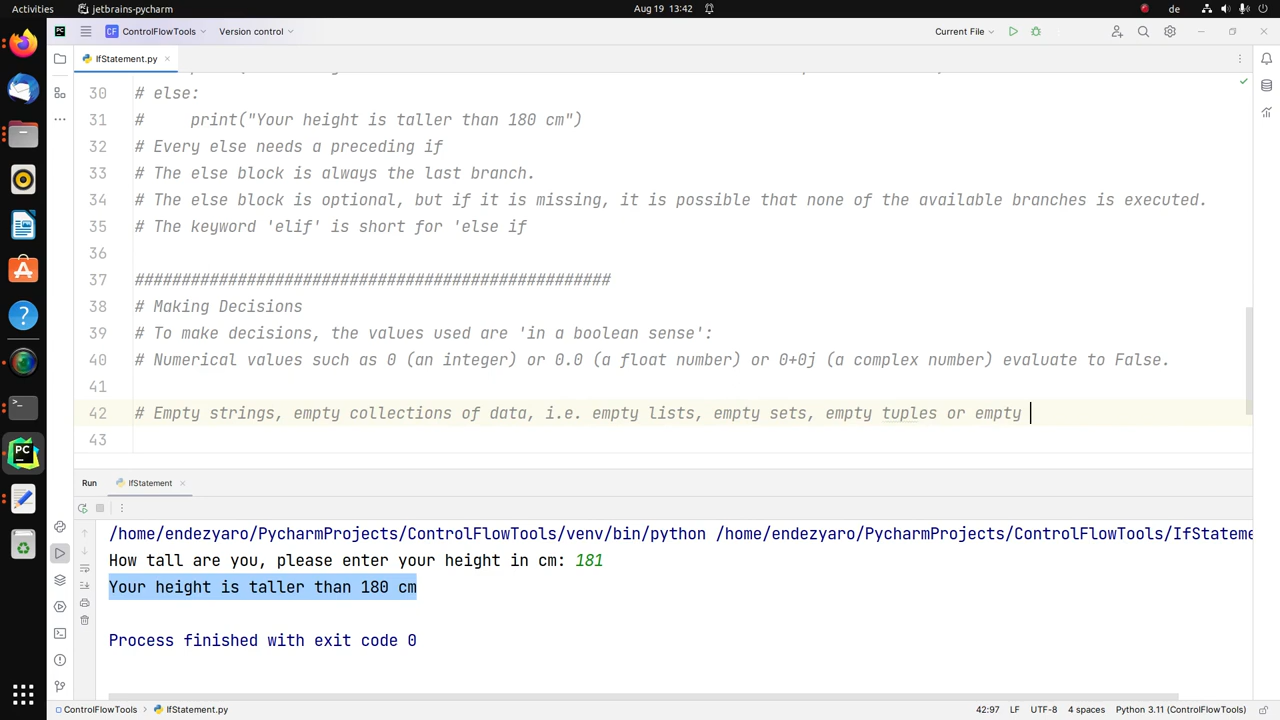 Activities jetbrains-pycharm Aug 19 13:42 de
CF ControlFlowTools Version control Current File
IfStatement.py
30 # else:
31 #     print("Your height is taller than 180 cm")
32 # Every else needs a preceding if
33 # The else block is always the last branch.
34 # The else block is optional, but if it is missing, it is possible that none of the available branches is executed.
35 # The keyword 'elif' is short for 'else if
36
37 ###################################################
38 # Making Decisions
39 # To make decisions, the values used are 'in a boolean sense':
40 # Numerical values such as 0 (an integer) or 0.0 (a float number) or 0+0j (a complex number) evaluate to False.
41
42 # Empty strings, empty collections of data, i.e. empty lists, empty sets, empty tuples or empty
43
Run IfStatement
/home/endezyaro/PycharmProjects/ControlFlowTools/venv/bin/python /home/endezyaro/PycharmProjects/ControlFlowTools/IfStateme
How tall are you, please enter your height in cm: 181
Your height is taller than 180 cm
Process finished with exit code 0
ControlFlowTools IfStatement.py 42:97 LF UTF-8 4 spaces Python 3.11 (ControlFlowTools)